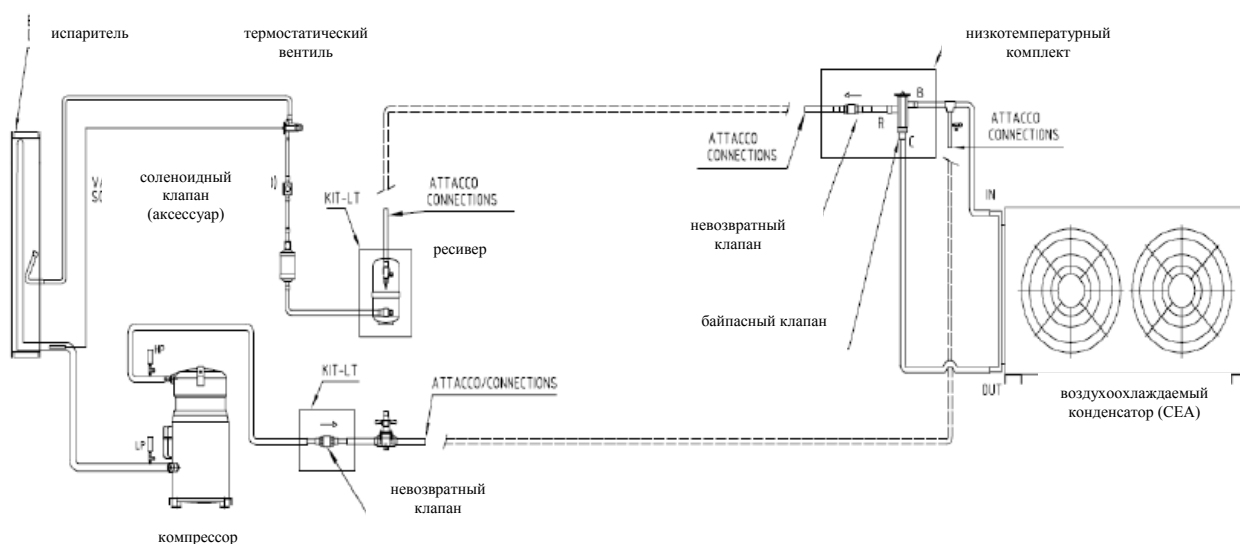 испаритель
термостатический
вентиль
низкотемпературный
комплект
B
R
C
ATTACCO
CONNECTIONS
ATTACCO
CONNECTIONS
соленоидный
клапан
(аксессуар)
KIT-LT
ATTACCO
CONNECTIONS
ресивер
невозвратный
клапан
IN
байпасный клапан
HP
KIT-LT
ATTACCO/CONNECTIONS
OUT
воздухоохлаждаемый
конденсатор (CEA)
LP
невозвратный
клапан
компрессор